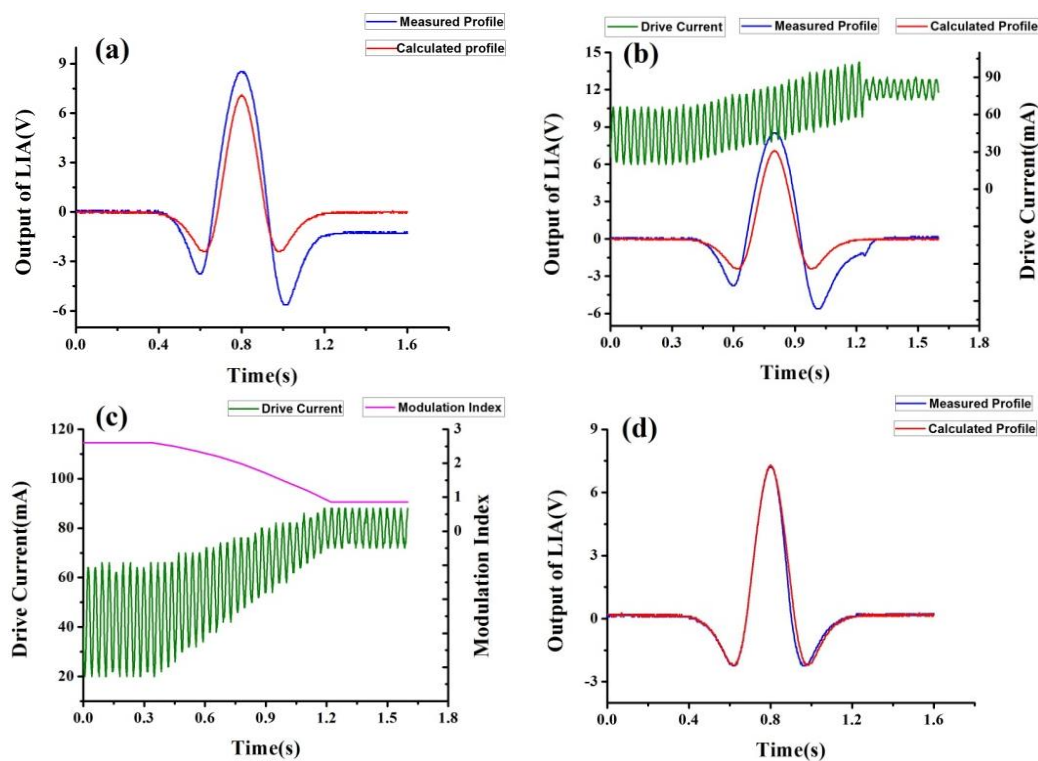 (a)
Measured Profile
Calculated profile
Output of LIA(V)
9
6
3
0
-3
-6
0.0 0.4 0.8 1.2 1.6
Time(s)
(b)
Drive Current Measured Profile Calculated Profile
Output of LIA(V)
15
12
9
6
3
0
-3
-6
90
60
30
0
Drive Current(mA)
0.0 0.3 0.6 0.9 1.2 1.5 1.8
Time(s)
(c)
Drive Current Modulation Index
Drive Current(mA)
120
100
80
60
40
20
3
2
1
0
Modulation Index
0.0 0.3 0.6 0.9 1.2 1.5 1.8
Time(s)
(d)
Measured Profile
Calculated Profile
Output of LIA(V)
9
6
3
0
-3
0.0 0.4 0.8 1.2 1.6
Time(s)